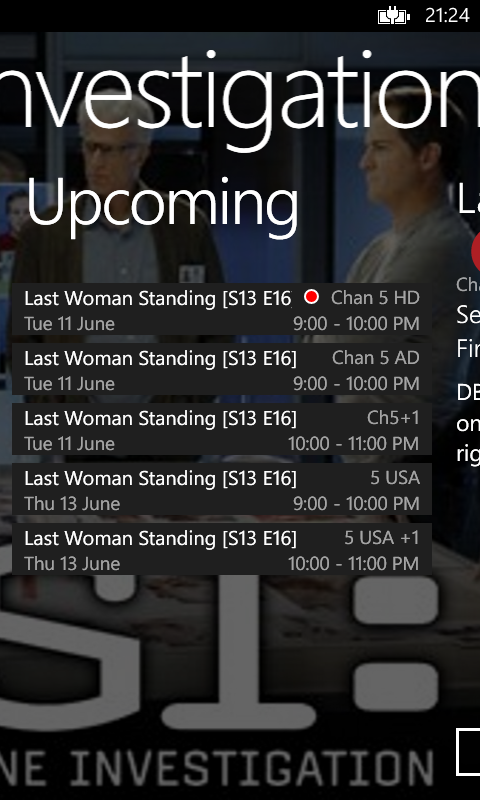 21:24
nvestigation
Upcoming
La
Last Woman Standing [S13 E16 Chan 5 HD
Tue 11 June 9:00 - 10:00 PM
Last Woman Standing [S13 E16] Chan 5 AD
Tue 11 June 9:00 - 10:00 PM
Last Woman Standing [S13 E16] Ch5+1
Tue 11 June 10:00 - 11:00 PM
Last Woman Standing [S13 E16] 5 USA
Thu 13 June 9:00 - 10:00 PM
Last Woman Standing [S13 E16] 5 USA +1
Thu 13 June 10:00 - 11:00 PM
Cha
Se
Fir
DB
on
rig
SI:
NE INVESTIGATION